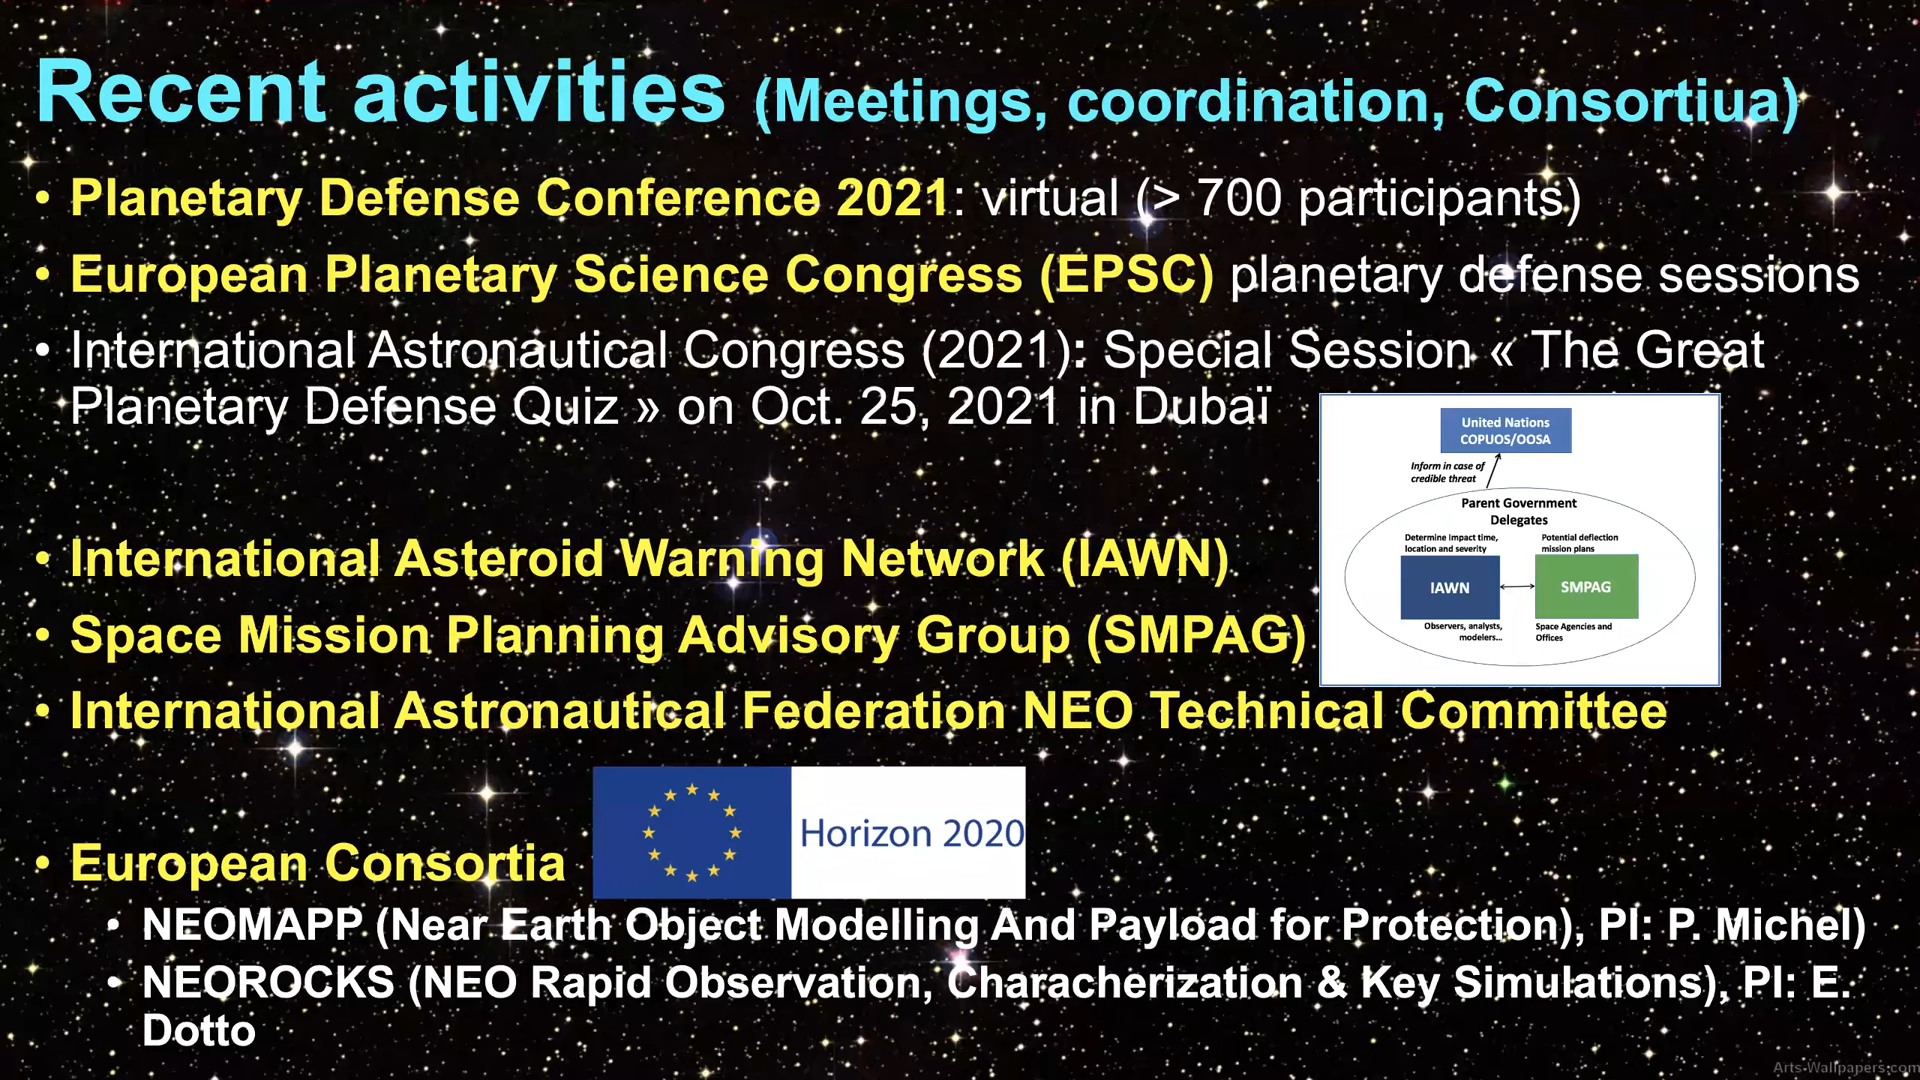 Recent activities (Meetings, coordination, Consortiua)
• Planetary Defense Conference 2021: virtual (> 700 participants)
• European Planetary Science Congress (EPSC) planetary defense sessions
• International Astronautical Congress (2021): Special Session « The Great
Planetary Defense Quiz » on Oct. 25, 2021 in Dubaï
United Nations
COPUOS/OOSA
Inform in case of
credible threat
Parent Government
Delegates
Determine Impact time,
location and severity
Potential deflection
mission plans
IAWN
SMPAG
Observers, analysts,
modelers...
Space Agencies and
Offices
• International Asteroid Warning Network (IAWN)
• Space Mission Planning Advisory Group (SMPAG)
• International Astronautical Federation NEO Technical Committee
Horizon 2020
• European Consortia
• NEOMAPP (Near Earth Object Modelling And Payload for Protection), PI: P. Michel)
• NEOROCKS (NEO Rapid Observation, Characherization & Key Simulations), PI: E.
Dotto
Arts-Wallpapers.com